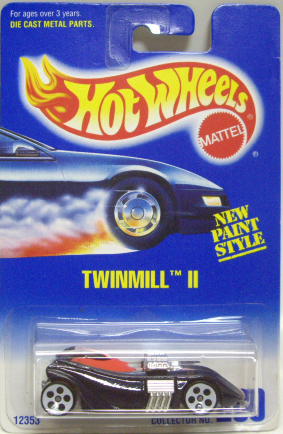 For ages over 3 years.
DIE CAST METAL PARTS.
Hot Wheels®
MATTEL
®
NEW
PAINT
STYLE
TWINMILL™ II
12353
COLLECTOR NO.